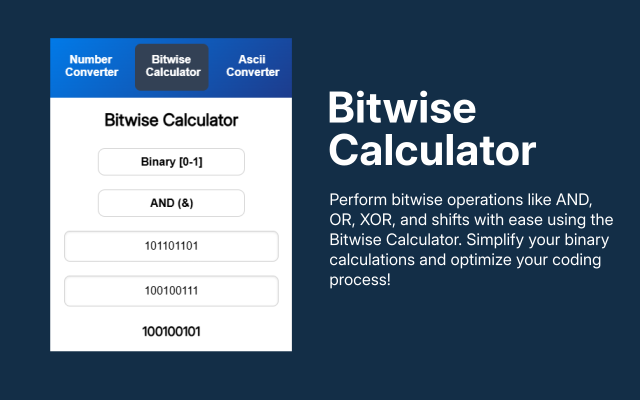 Number Converter
Bitwise Calculator
Ascii Converter
Bitwise Calculator
Binary [0-1]
AND (&)
101101101
100100111
100100101
Bitwise
Calculator
Perform bitwise operations like AND,
OR, XOR, and shifts with ease using the
Bitwise Calculator. Simplify your binary
calculations and optimize your coding
process!